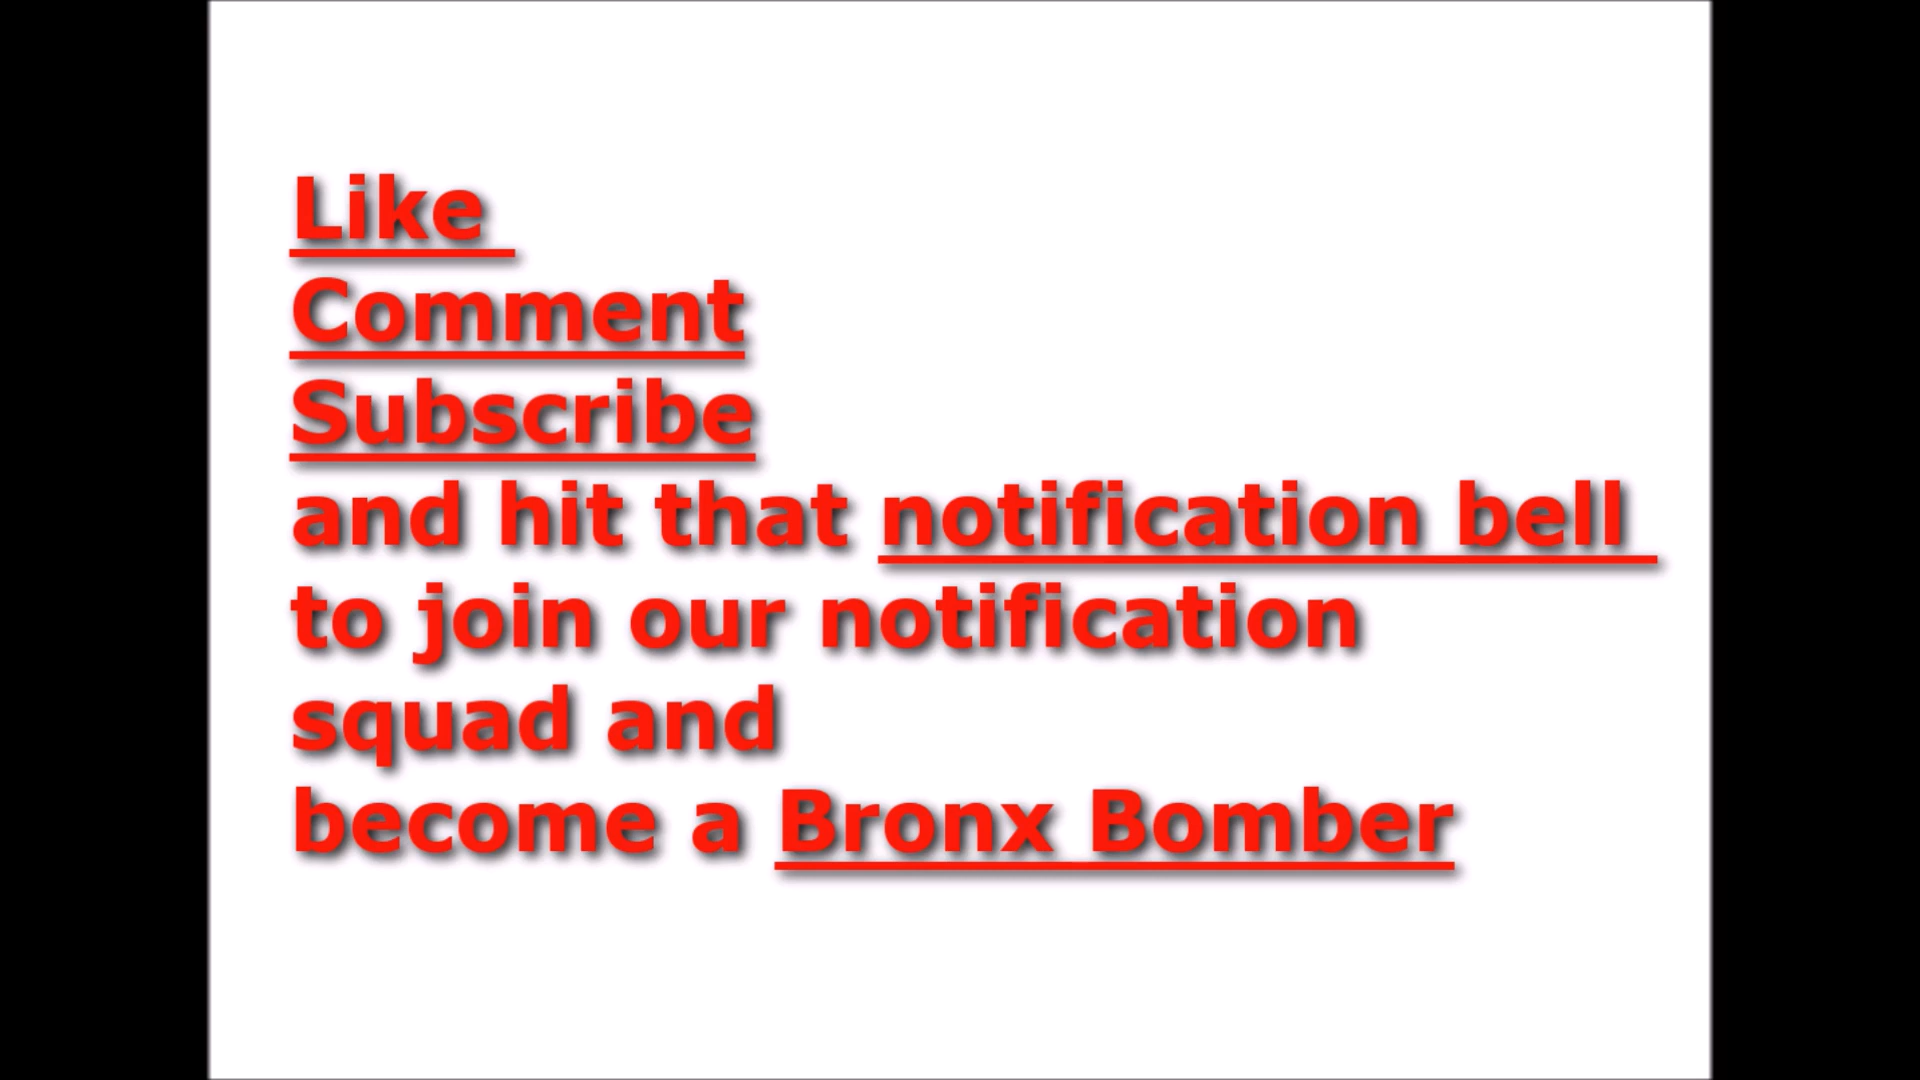 Like
Comment
Subscribe
and hit that notification bell
to join our notification
squad and
become a Bronx Bomber